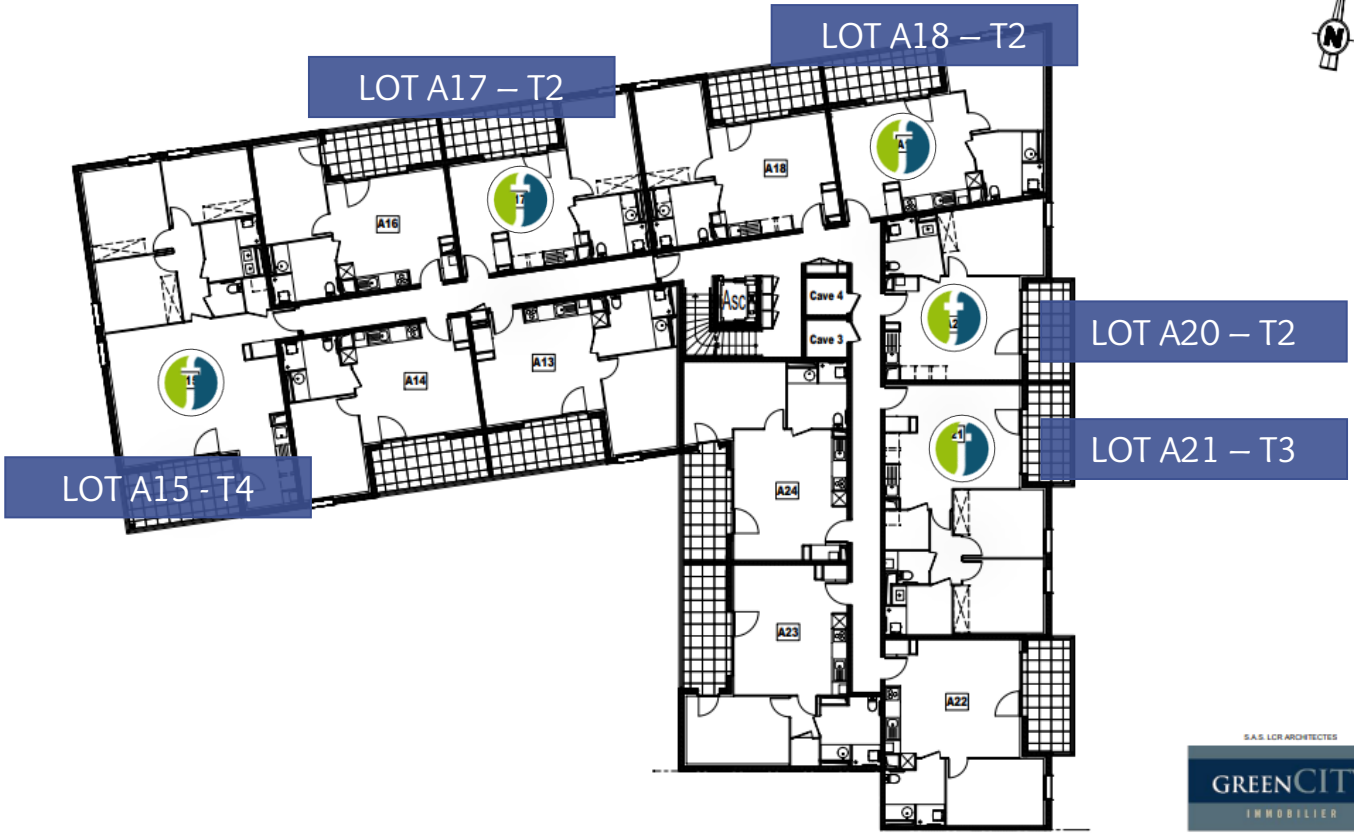 LOT A18 – T2
N
LOT A17 – T2
A18
A16
Asc
Cave 4
Cave 3
LOT A20 – T2
A13
A14
LOT A21 – T3
LOT A15 - T4
A24
A23
A22
S.A.S. LCR ARCHITECTES
GREENCIT
IMMOBILIER